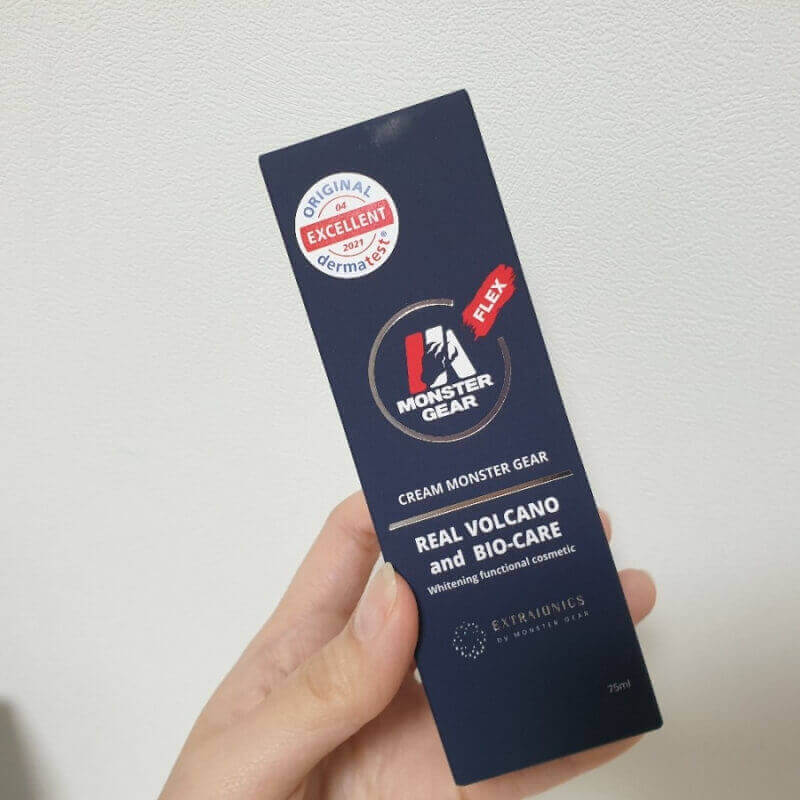 ORIGINAL
04
EXCELLENT
2021
dermatest®
FLEX
MONSTER
GEAR
CREAM MONSTER GEAR
REAL VOLCANO
and BIO-CARE
Whitening functional cosmetic
EXTRAIONICS
BY MONSTER GEAR
75ml